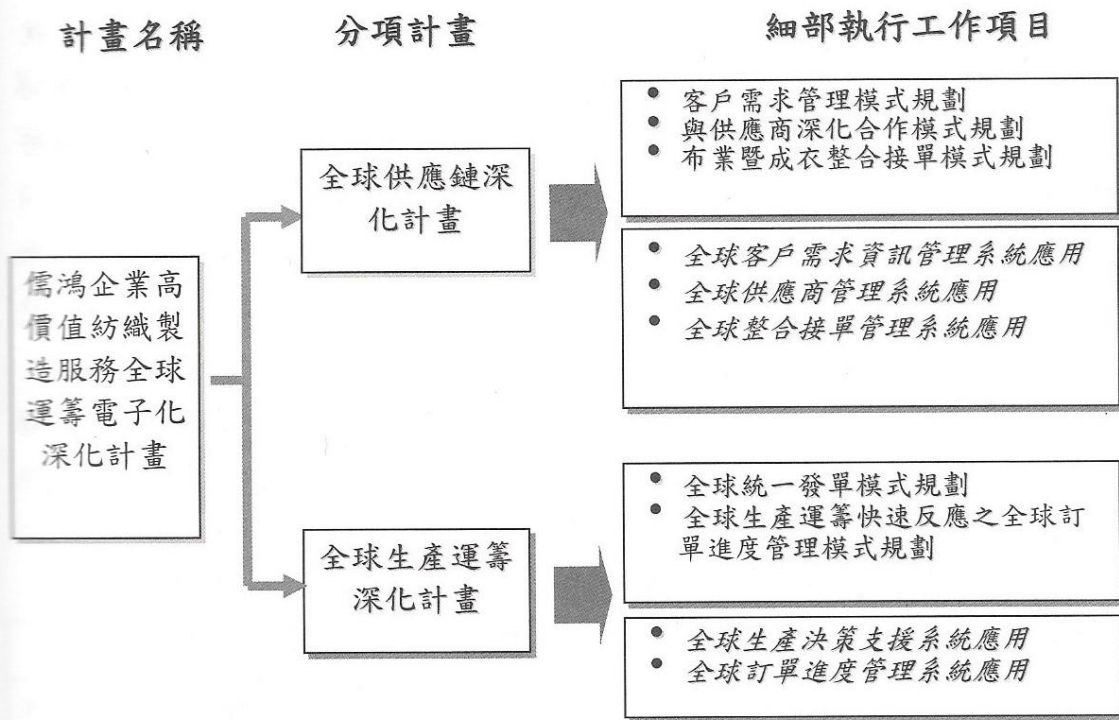 計畫名稱
分項計畫
細部執行工作項目
儒鴻企業高
價值紡織製
造服務全球
運籌電子化
深化計畫
全球供應鏈深
化計畫
• 客戶需求管理模式規劃
• 與供應商深化合作模式規劃
• 布業暨成衣整合接單模式規劃
• 全球客戶需求資訊管理系統應用
• 全球供應商管理系統應用
• 全球整合接單管理系統應用
全球生產運籌
深化計畫
• 全球統一發單模式規劃
• 全球生產運籌快速反應之全球訂
單進度管理模式規劃
• 全球生產決策支援系統應用
• 全球訂單進度管理系統應用